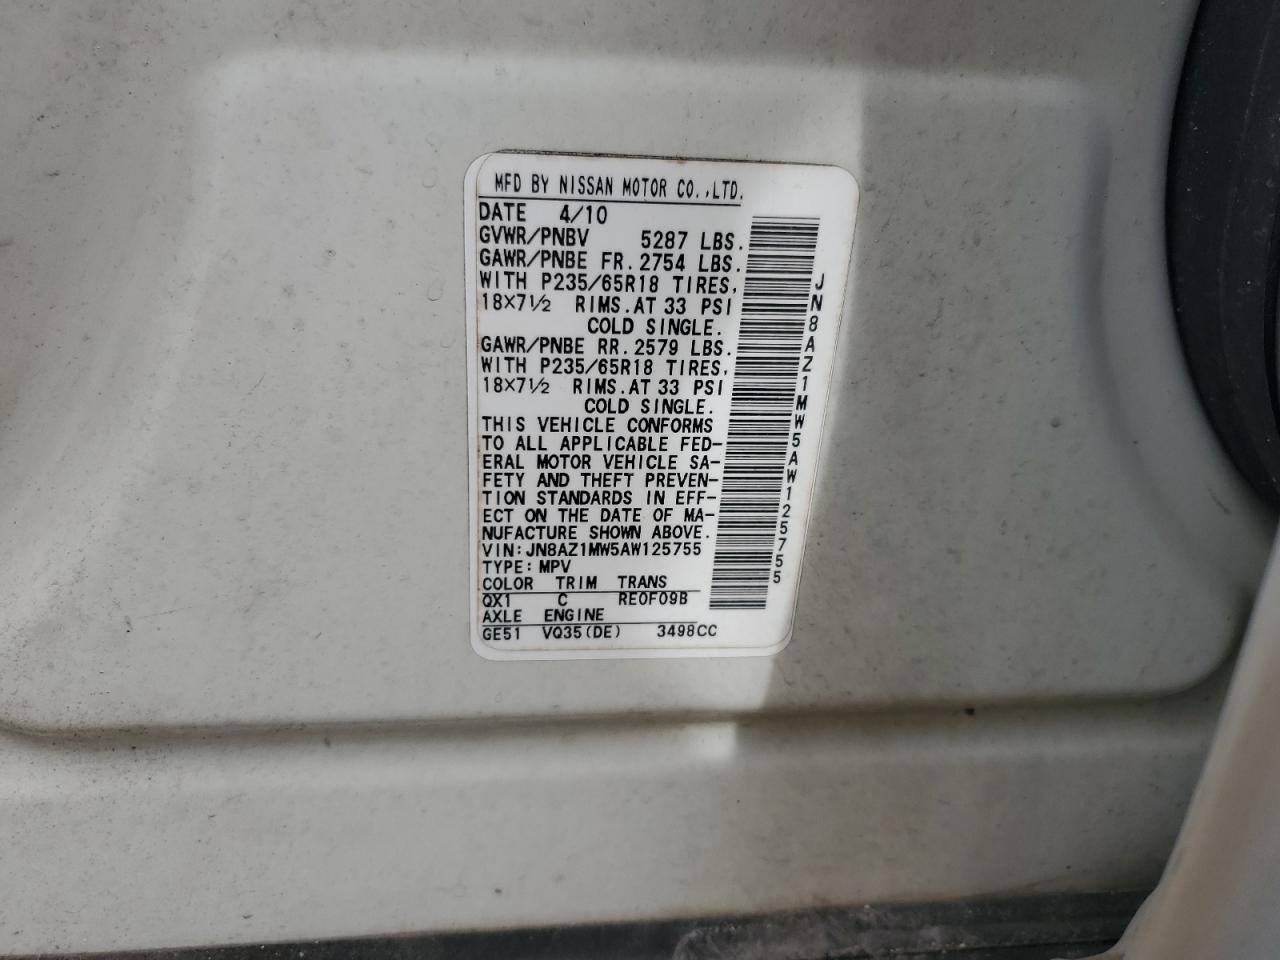 MFD BY NISSAN MOTOR CO.,LTD.
DATE 4/10
GVWR/PNBV 5287 LBS.
GAWR/PNBE FR. 2754 LBS.
WITH P235/65R18 TIRES,
18×7½ RIMS.AT 33 PSI
COLD SINGLE.
GAWR/PNBE RR. 2579 LBS.
WITH P235/65R18 TIRES,
18×7½ RIMS.AT 33 PSI
COLD SINGLE.
THIS VEHICLE CONFORMS
TO ALL APPLICABLE FED-
ERAL MOTOR VEHICLE SA-
FETY AND THEFT PREVEN-
TION STANDARDS IN EFF-
ECT ON THE DATE OF MA-
NUFACTURE SHOWN ABOVE.
VIN:JN8AZ1MW5AW125755
TYPE:MPV
COLOR TRIM TRANS
QX1 C RE0F09B
AXLE ENGINE
GE51 VQ35(DE) 3498CC
JN8AZ1MW5AW125755